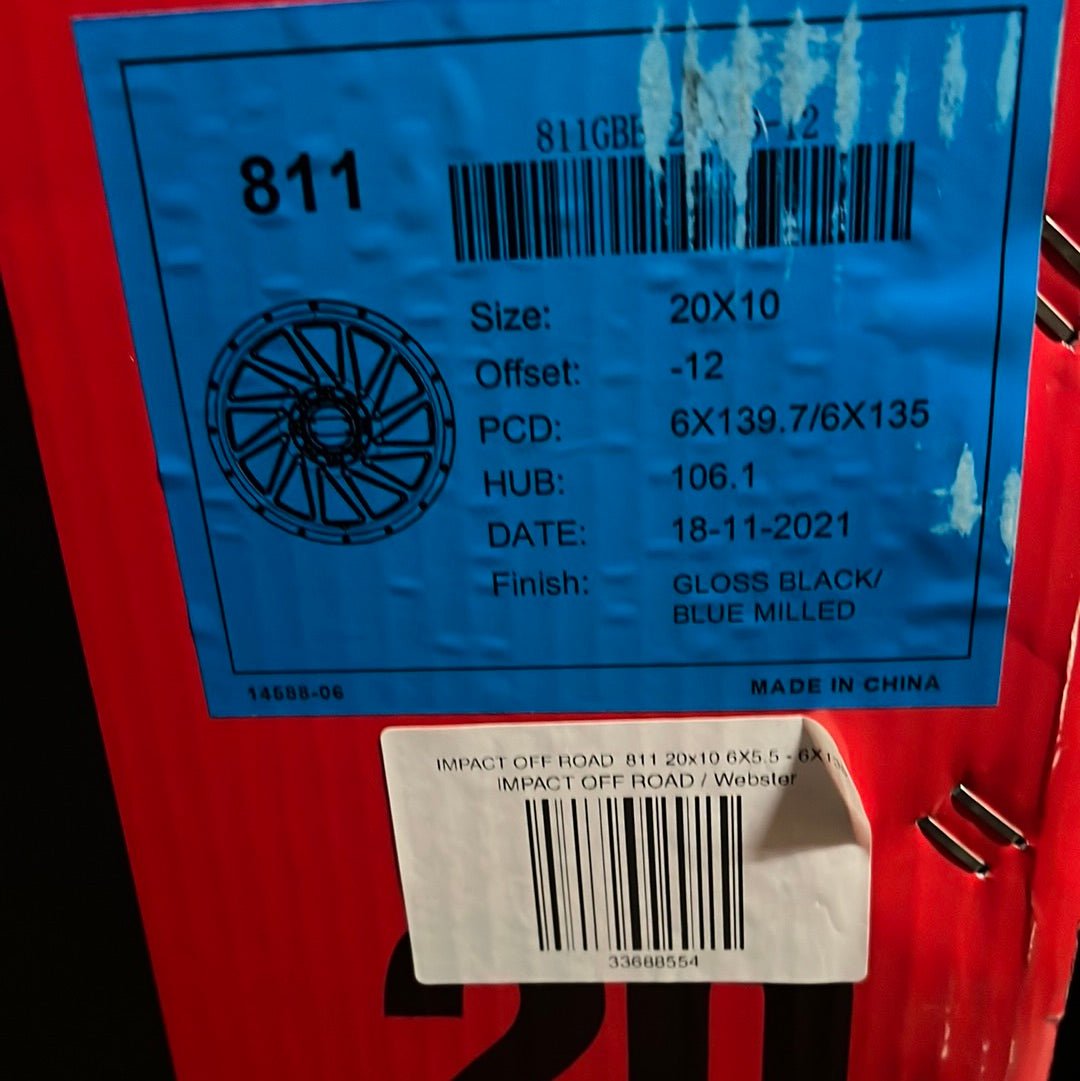 811
Size: 20X10
Offset: -12
PCD: 6X139.7/6X135
HUB: 106.1
DATE: 18-11-2021
Finish: GLOSS BLACK/
BLUE MILLED
14588-06 MADE IN CHINA
IMPACT OFF ROAD 811 20x10 6X5.5 -
IMPACT OFF ROAD / Webster
33688554
20